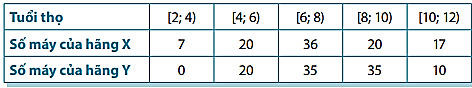 Tuổi thọ [2; 4) [4; 6) [6; 8) [8; 10) [10; 12)
Số máy của hãng X 7 20 36 20 17
Số máy của hãng Y 0 20 35 35 10